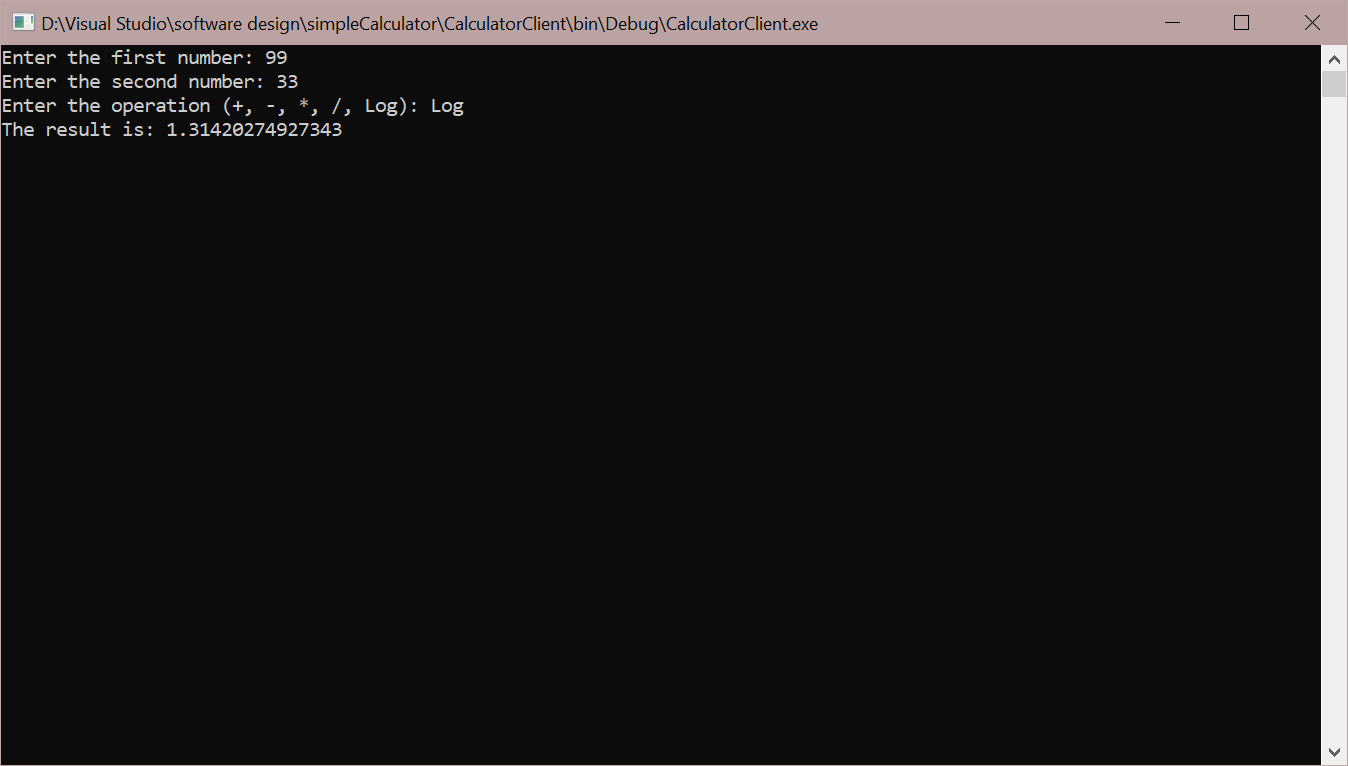 D:\Visual Studio\software design\simpleCalculator\CalculatorClient\bin\Debug\CalculatorClient.exe
Enter the first number: 99
Enter the second number: 33
Enter the operation (+, -, *, /, Log): Log
The result is: 1.31420274927343